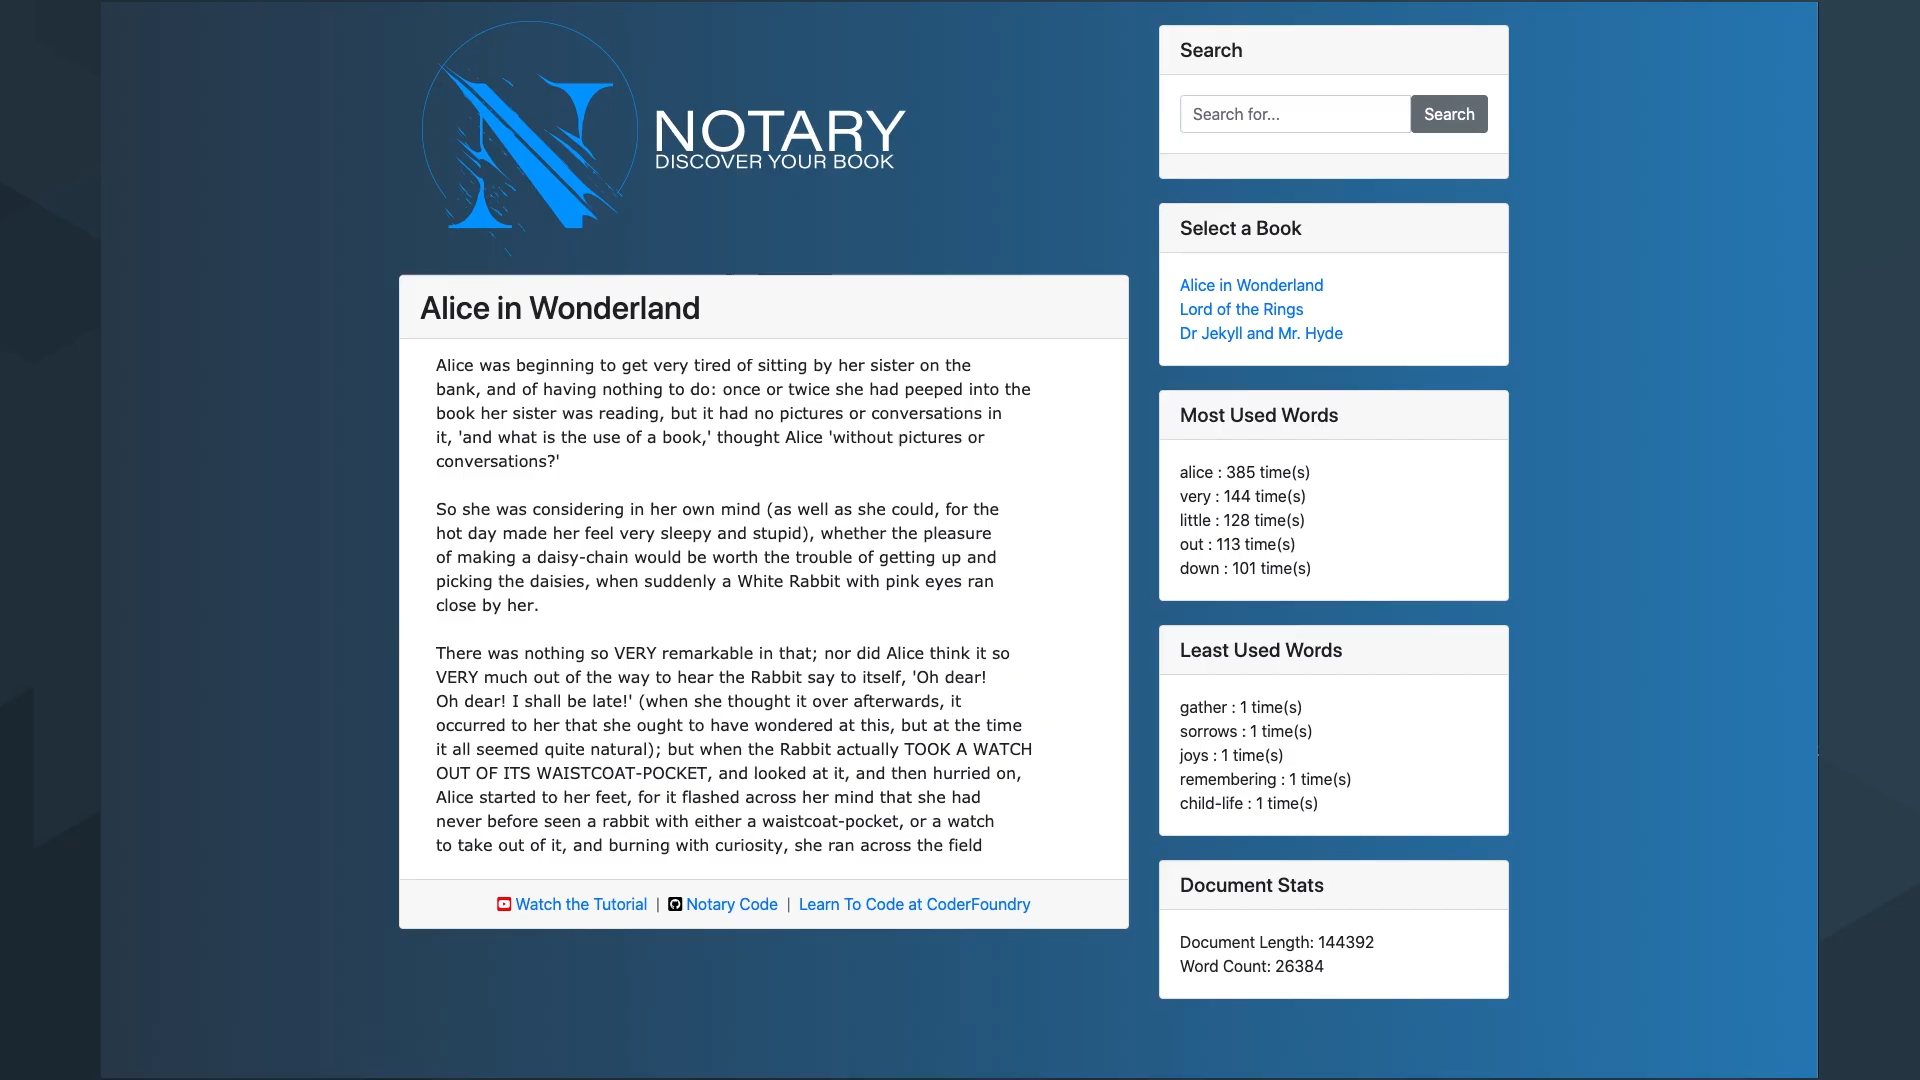 NOTARY
DISCOVER YOUR BOOK
Alice in Wonderland
Alice was beginning to get very tired of sitting by her sister on the
bank, and of having nothing to do: once or twice she had peeped into the
book her sister was reading, but it had no pictures or conversations in
it, 'and what is the use of a book,' thought Alice 'without pictures or
conversations?'
So she was considering in her own mind (as well as she could, for the
hot day made her feel very sleepy and stupid), whether the pleasure
of making a daisy-chain would be worth the trouble of getting up and
picking the daisies, when suddenly a White Rabbit with pink eyes ran
close by her.
There was nothing so VERY remarkable in that; nor did Alice think it so
VERY much out of the way to hear the Rabbit say to itself, 'Oh dear!
Oh dear! I shall be late!' (when she thought it over afterwards, it
occurred to her that she ought to have wondered at this, but at the time
it all seemed quite natural); but when the Rabbit actually TOOK A WATCH
OUT OF ITS WAISTCOAT-POCKET, and looked at it, and then hurried on,
Alice started to her feet, for it flashed across her mind that she had
never before seen a rabbit with either a waistcoat-pocket, or a watch
to take out of it, and burning with curiosity, she ran across the field
Watch the Tutorial | Notary Code | Learn To Code at CoderFoundry
Search
Search for... Search
Select a Book
Alice in Wonderland
Lord of the Rings
Dr Jekyll and Mr. Hyde
Most Used Words
alice : 385 time(s)
very : 144 time(s)
little : 128 time(s)
out : 113 time(s)
down : 101 time(s)
Least Used Words
gather : 1 time(s)
sorrows : 1 time(s)
joys : 1 time(s)
remembering : 1 time(s)
child-life : 1 time(s)
Document Stats
Document Length: 144392
Word Count: 26384